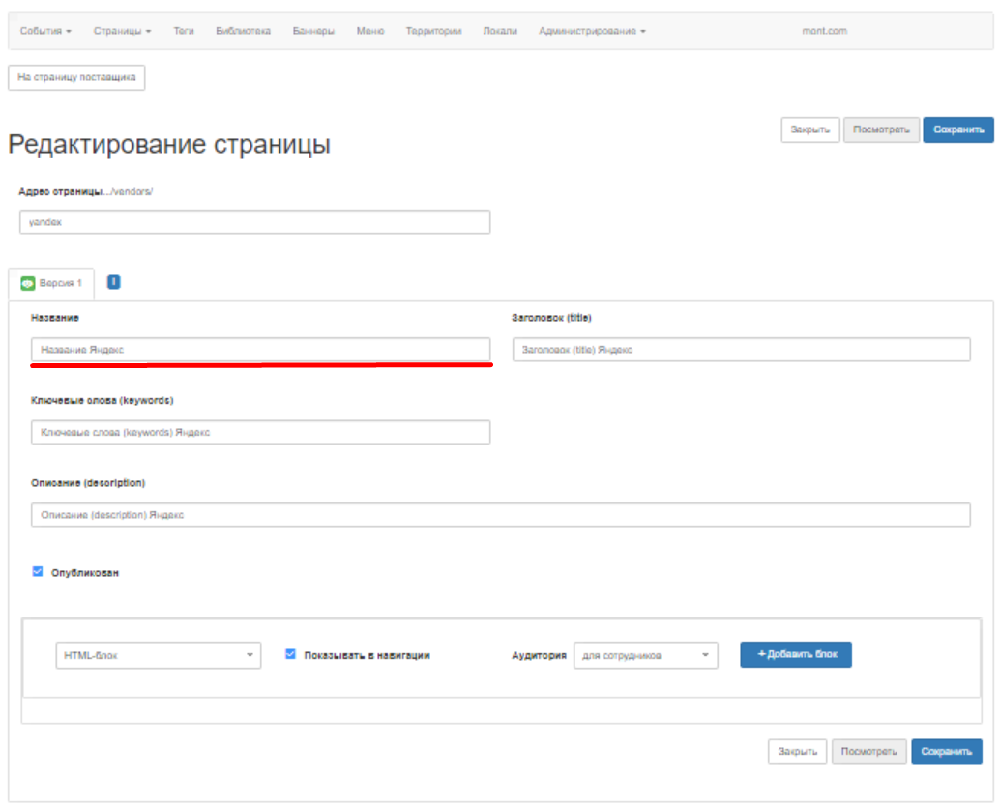 События Страницы Теги Библиотека Баннеры Меню Территории Локали Администрирование mont.com
На страницу поставщика
Редактирование страницы
Закрыть Посмотреть Сохранить
Адрес страницы.../vendors/
yandex
Версия 1
Название Заголовок (title)
Название Яндекс Заголовок (title) Яндекс
Ключевые слова (keywords)
Ключевые слова (keywords) Яндекс
Описание (description)
Описание (description) Яндекс
Опубликован
HTML-блок Показывать в навигации Аудитория для сотрудников +Добавить блок
Закрыть Посмотреть Сохранить